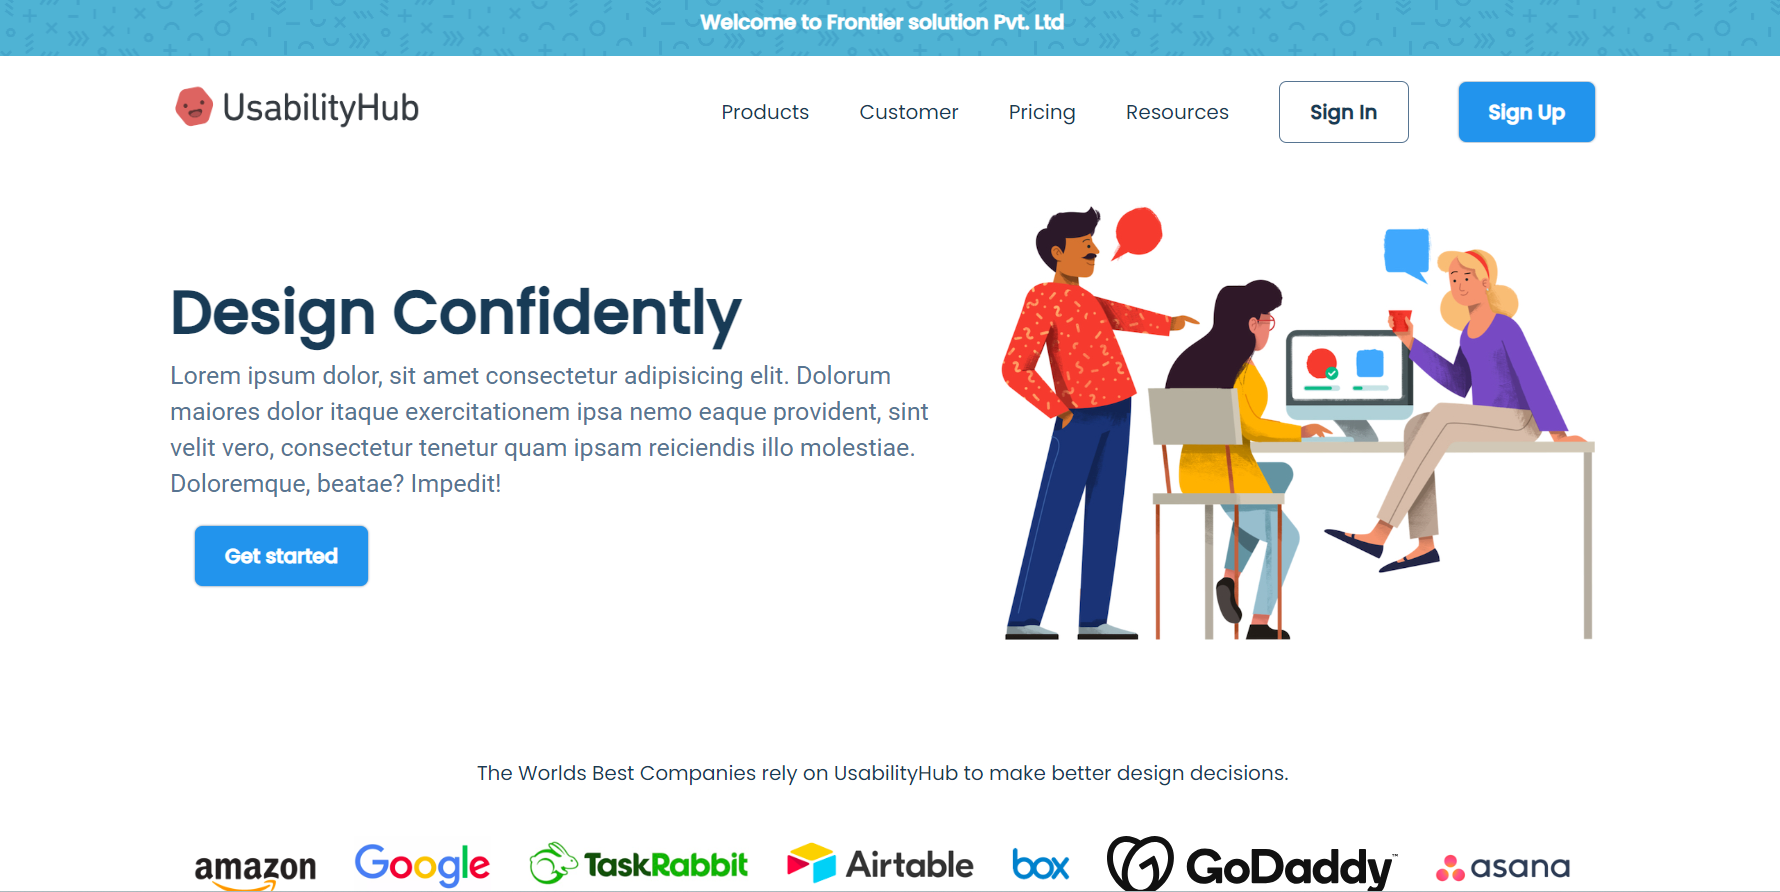 Welcome to Frontier solution Pvt. Ltd
UsabilityHub
Products
Customer
Pricing
Resources
Sign In
Sign Up
Design Confidently
Lorem ipsum dolor, sit amet consectetur adipisicing elit. Dolorum
maiores dolor itaque exercitationem ipsa nemo eaque provident, sint
velit vero, consectetur tenetur quam ipsam reiciendis illo molestiae.
Doloremque, beatae? Impedit!
Get started
The Worlds Best Companies rely on UsabilityHub to make better design decisions.
amazon
Google
TaskRabbit
Airtable
box
GoDaddy™
asana